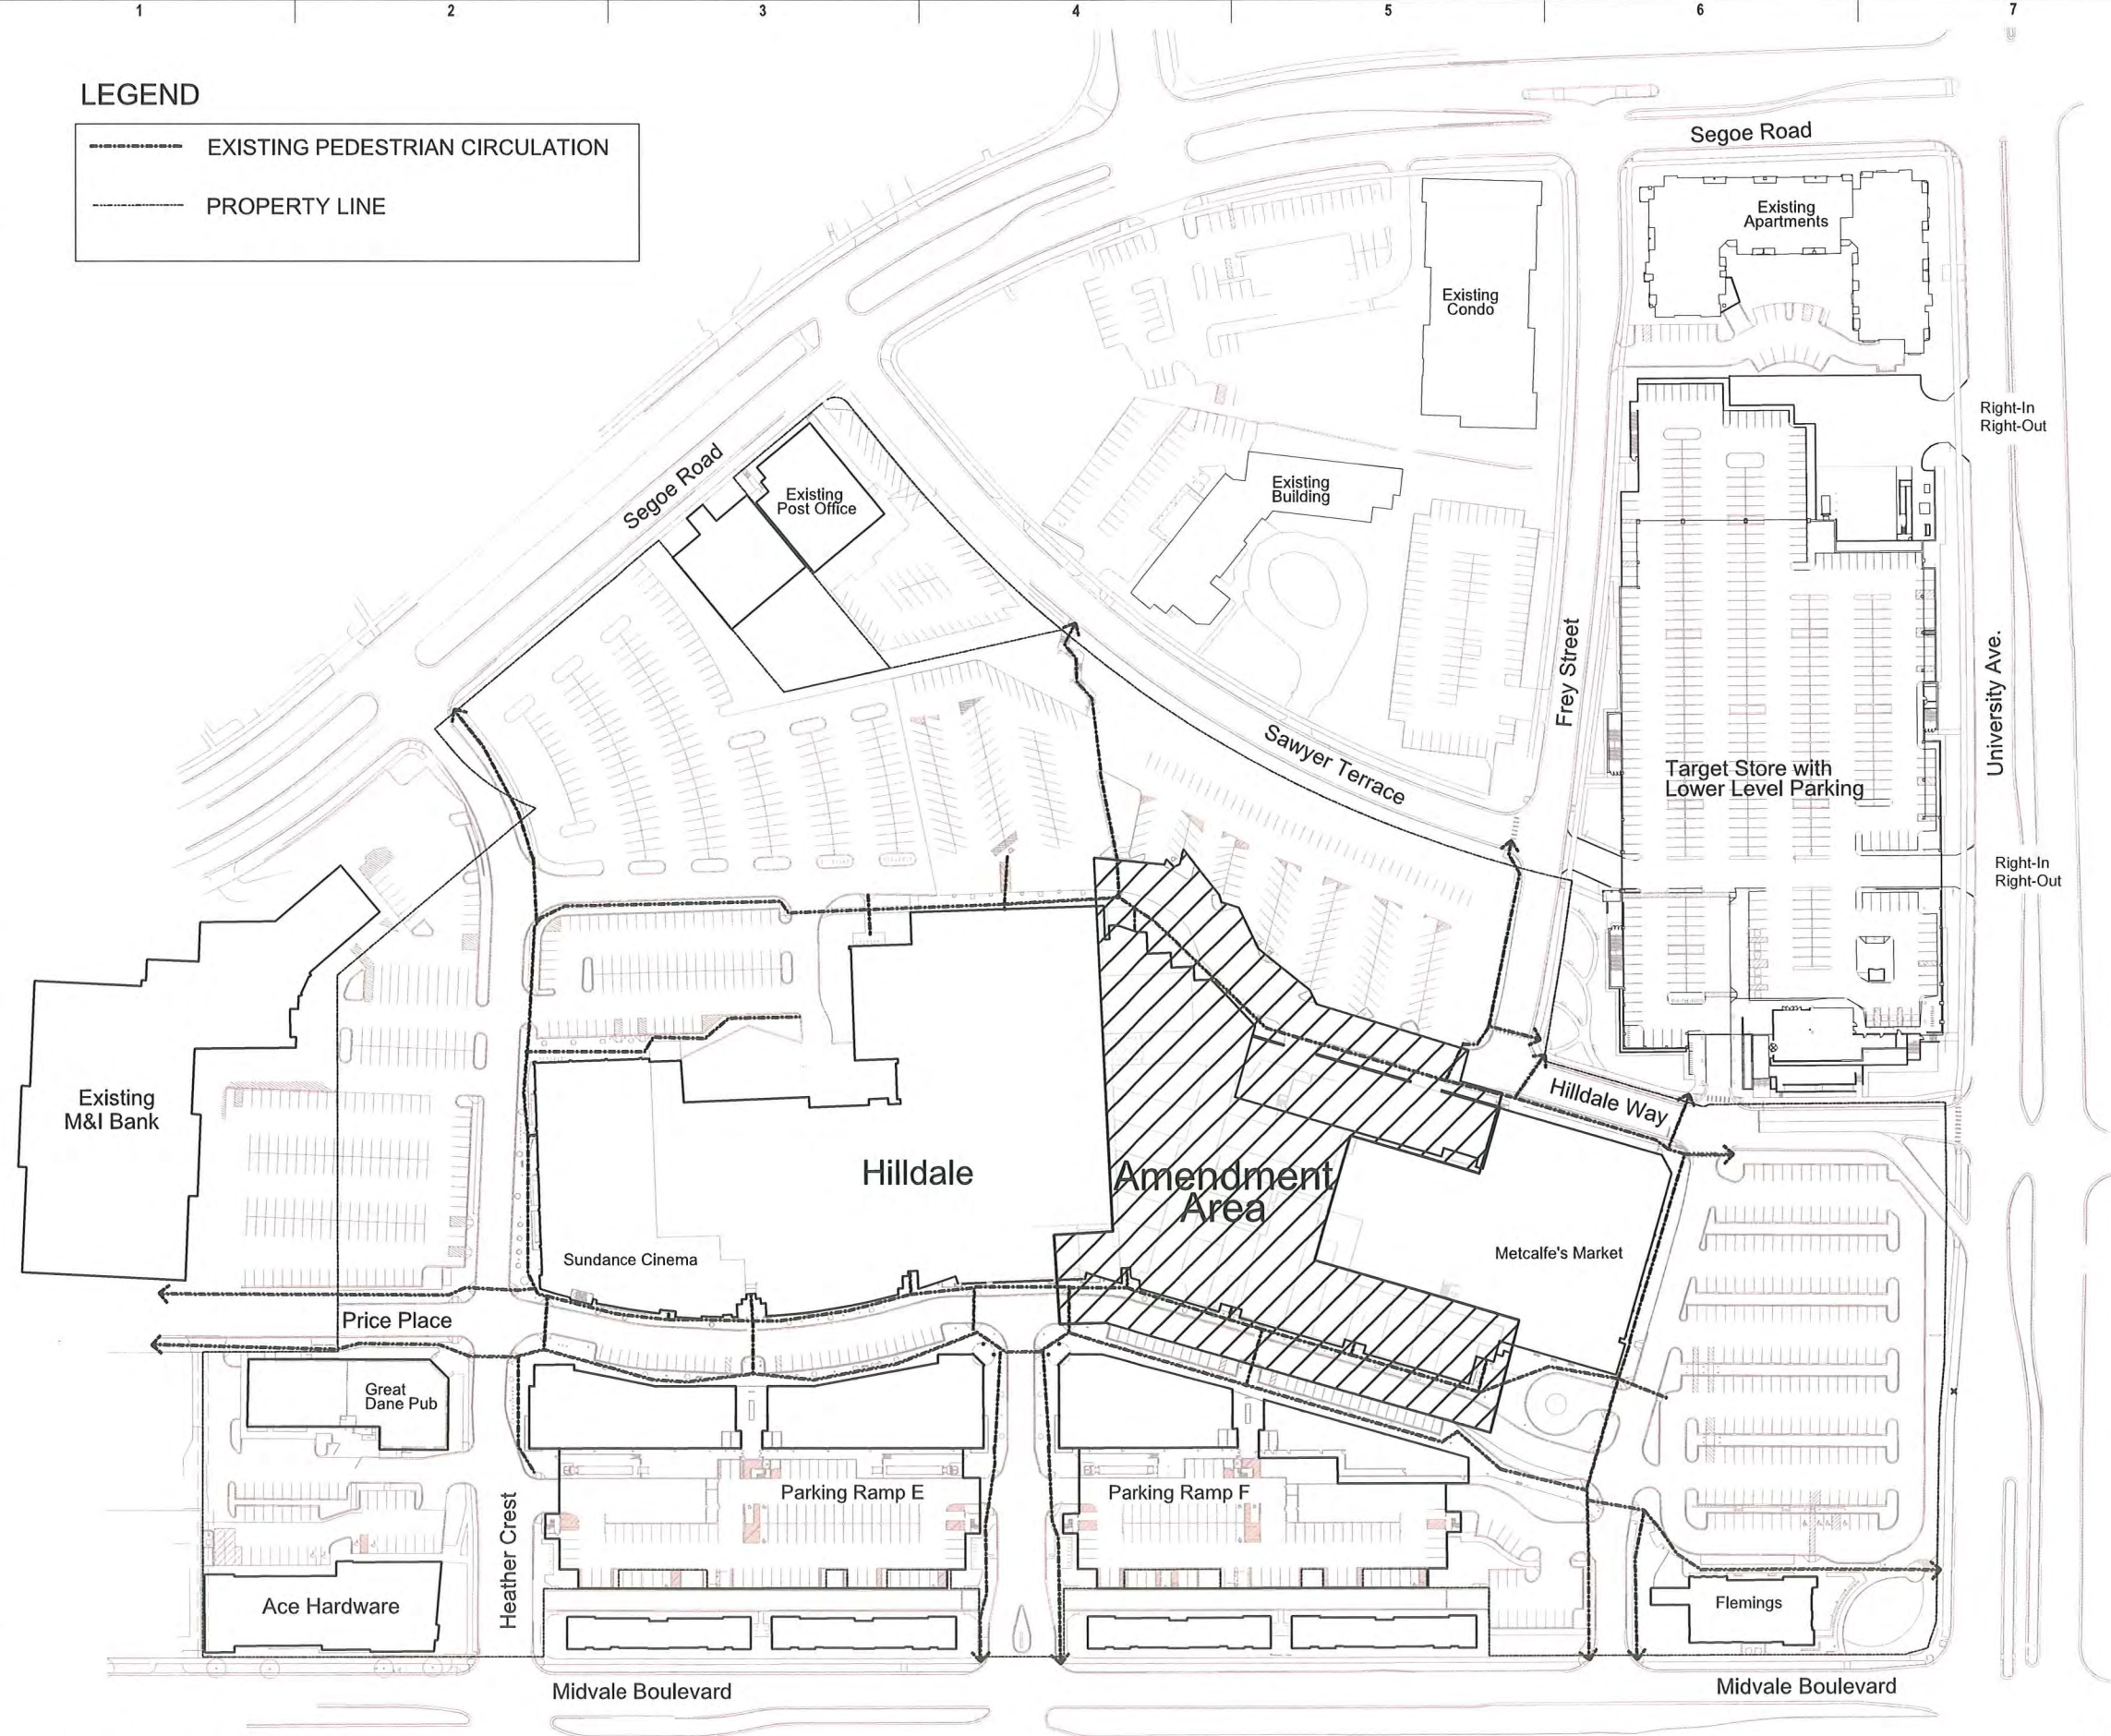 1 2 3 4 5 6 7
LEGEND
EXISTING PEDESTRIAN CIRCULATION
PROPERTY LINE
Segoe Road
Existing
Apartments
Existing
Condo
Right-In
Right-Out
Segoe Road
Existing
Post Office
Existing
Building
Frey Street
University Ave.
Sawyer Terrace
Target Store with
Lower Level Parking
Right-In
Right-Out
Existing
M&I Bank
Hilldale Way
Hilldale
Amendment
Area
Sundance Cinema
Metcalfe's Market
Price Place
Great
Dane Pub
Parking Ramp E
Parking Ramp F
Heather Crest
Ace Hardware
Flemings
Midvale Boulevard
Midvale Boulevard